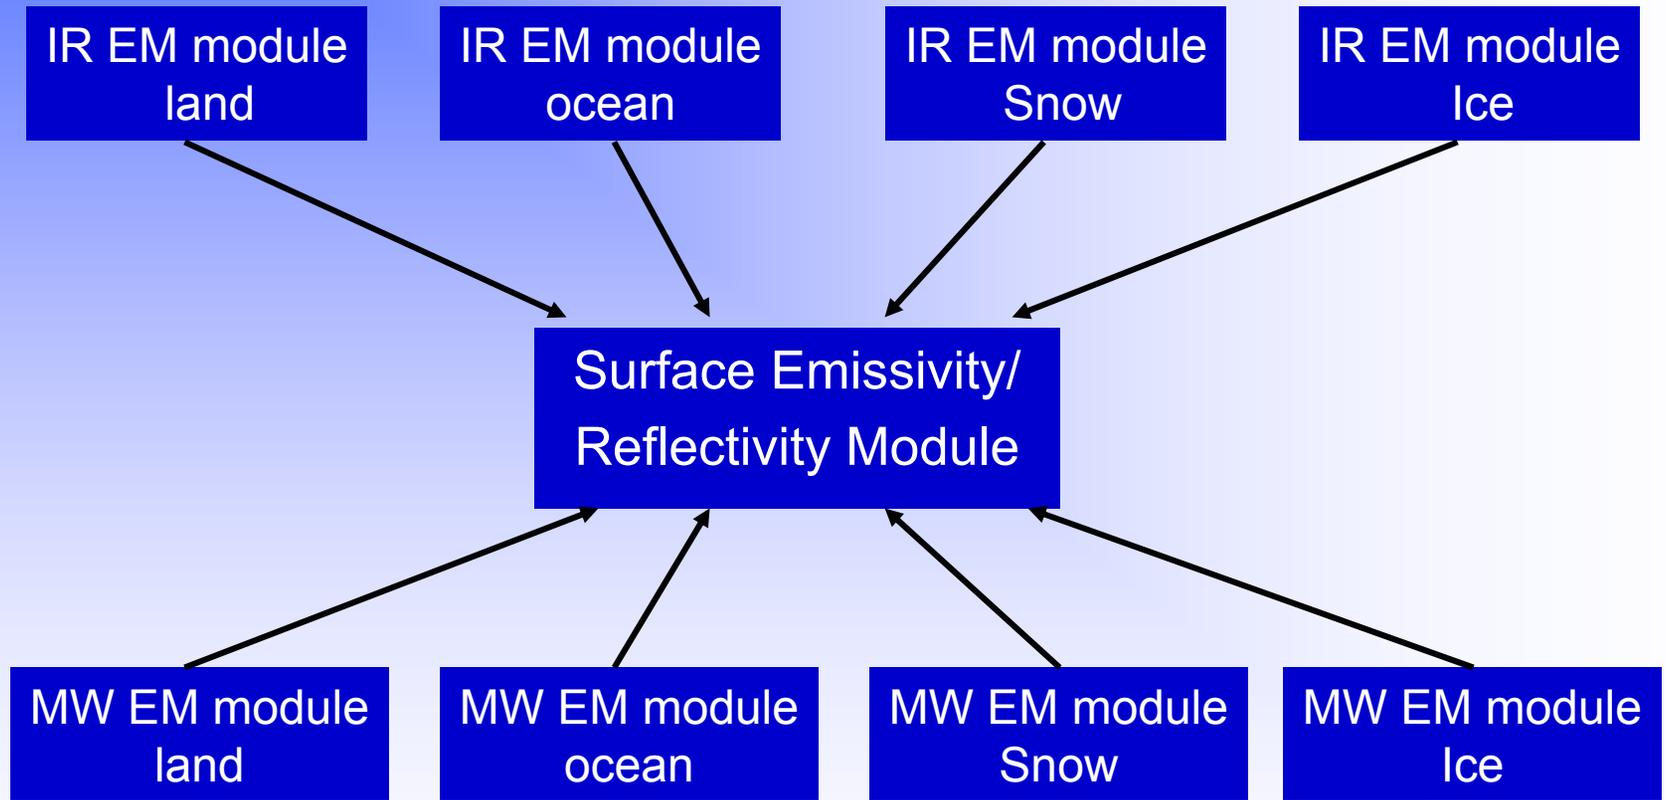 IR EM module
land
IR EM module
ocean
IR EM module
Snow
IR EM module
Ice
Surface Emissivity/
Reflectivity Module
MW EM module
land
MW EM module
ocean
MW EM module
Snow
MW EM module
Ice